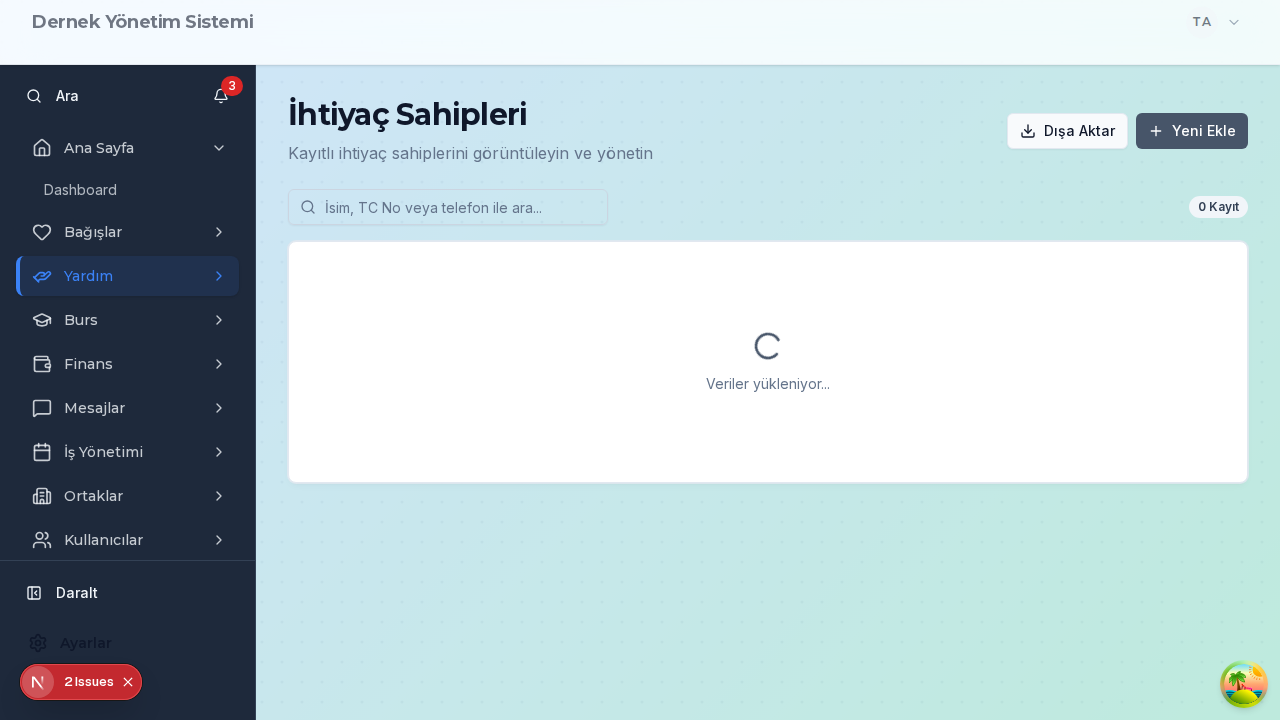 Dernek Yönetim Sistemi
TA
Ara
3
Ana Sayfa
Dashboard
Bağışlar
Yardım
Burs
Finans
Mesajlar
İş Yönetimi
Ortaklar
Kullanıcılar
Daralt
Ayarlar
N
2 Issues
İhtiyaç Sahipleri
Kayıtlı ihtiyaç sahiplerini görüntüleyin ve yönetin
Dışa Aktar
Yeni Ekle
İsim, TC No veya telefon ile ara...
0 Kayıt
Veriler yükleniyor...